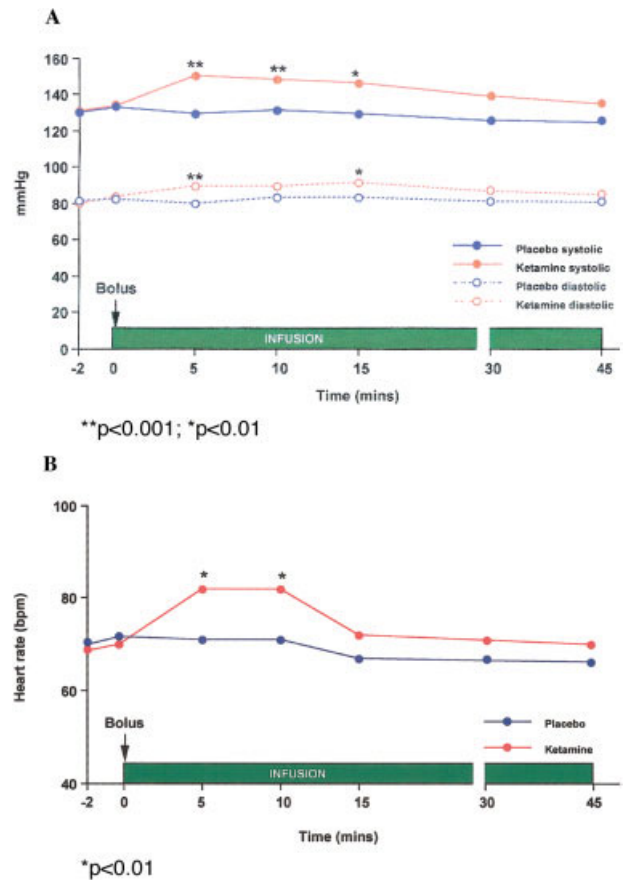 A
160
**
**
*
140
120
100
**
*
mmHg
80
60
Placebo systolic
Ketamine systolic
Placebo diastolic
Ketamine diastolic
40
Bolus
20
INFUSION
0
-2 0 5 10 15 30 45
Time (mins)
**p<0.001; *p<0.01
B
100
*
*
80
Heart rate (bpm)
60
Bolus
Placebo
Ketamine
INFUSION
40
-2 0 5 10 15 30 45
Time (mins)
*p<0.01